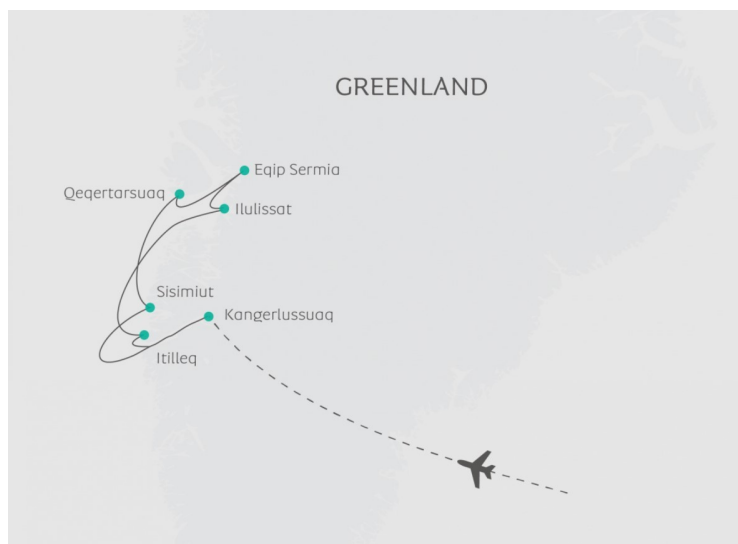 GREENLAND
Eqip Sermia
Qeqertarsuaq
Ilulissat
Sisimiut
Kangerlussuaq
Itilleq